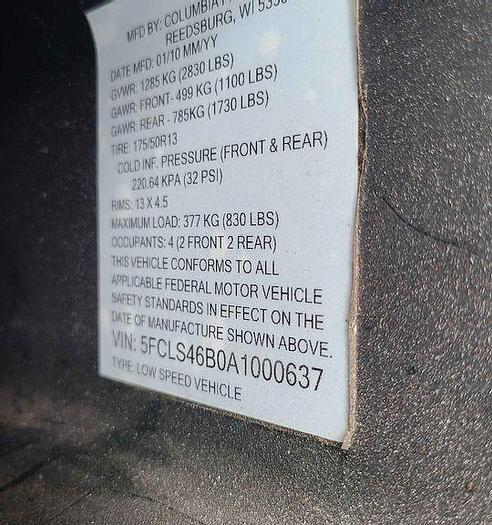 MFD BY: COLUMBIA
REEDSBURG, WI
DATE MFD: 01/10 MM/YY
GVWR: 1285 KG (2830 LBS)
GAWR: FRONT- 499 KG (1100 LBS)
GAWR: REAR - 785KG (1730 LBS)
TIRE: 175/50R13
COLD INF. PRESSURE (FRONT & REAR)
220.64 KPA (32 PSI)
RIMS: 13 X 4.5
MAXIMUM LOAD: 377 KG (830 LBS)
OCCUPANTS: 4 (2 FRONT 2 REAR)
THIS VEHICLE CONFORMS TO ALL
APPLICABLE FEDERAL MOTOR VEHICLE
SAFETY STANDARDS IN EFFECT ON THE
DATE OF MANUFACTURE SHOWN ABOVE.
VIN: 5FCLS46B0A1000637
TYPE: LOW SPEED VEHICLE